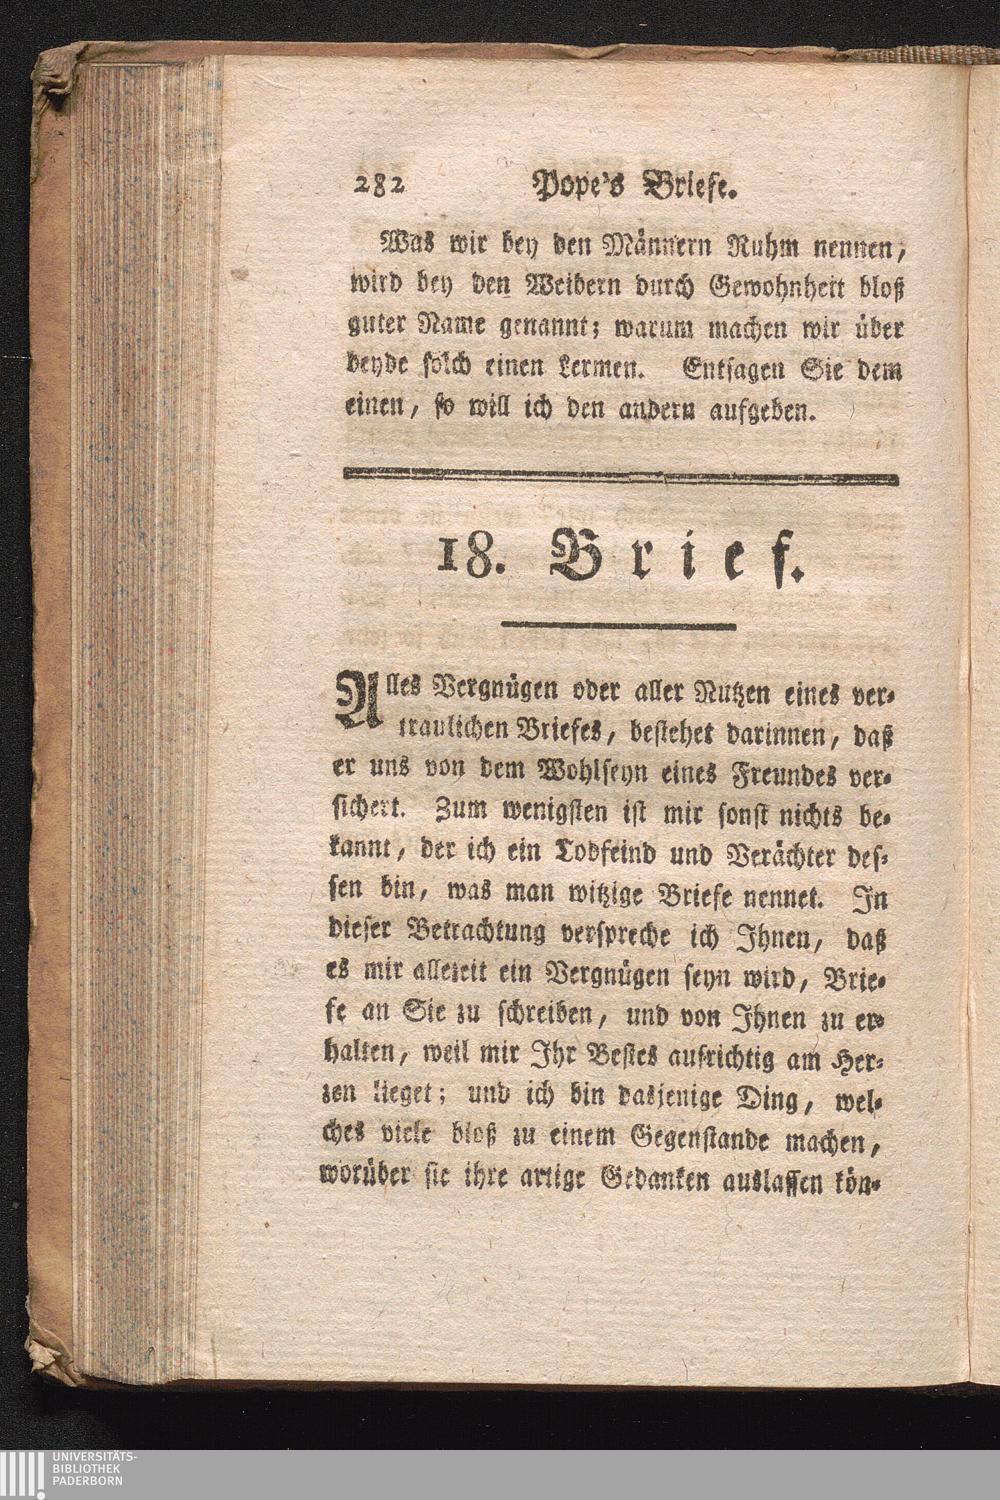 282 Pope's Briefe.
Was wir bey den Männern Ruhm nennen,
wird bey den Weibern durch Gewohnheit bloß
guter Name genannt; warum machen wir über
beyde solch einen Lermen. Entsagen Sie dem
einen, so will ich den andern aufgeben.
18. Brief.
Alles Vergnügen oder aller Nutzen eines ver-
traulichen Briefes, bestehet darinnen, daß
er uns von dem Wohlseyn eines Freundes ver-
sichert. Zum wenigsten ist mir sonst nichts be-
kannt, der ich ein Todfeind und Verächter des-
sen bin, was man witzige Briefe nennet. In
dieser Betrachtung verspreche ich Ihnen, daß
es mir allezeit ein Vergnügen seyn wird, Brie-
fe an Sie zu schreiben, und von Ihnen zu er-
halten, weil mir Ihr Bestes aufrichtig am Her-
zen lieget; und ich bin dasjenige Ding, wel-
ches viele bloß zu einem Gegenstande machen,
worüber sie ihre artige Gedanken auslassen kön-
UNIVERSITÄTS-
BIBLIOTHEK
PADERBORN